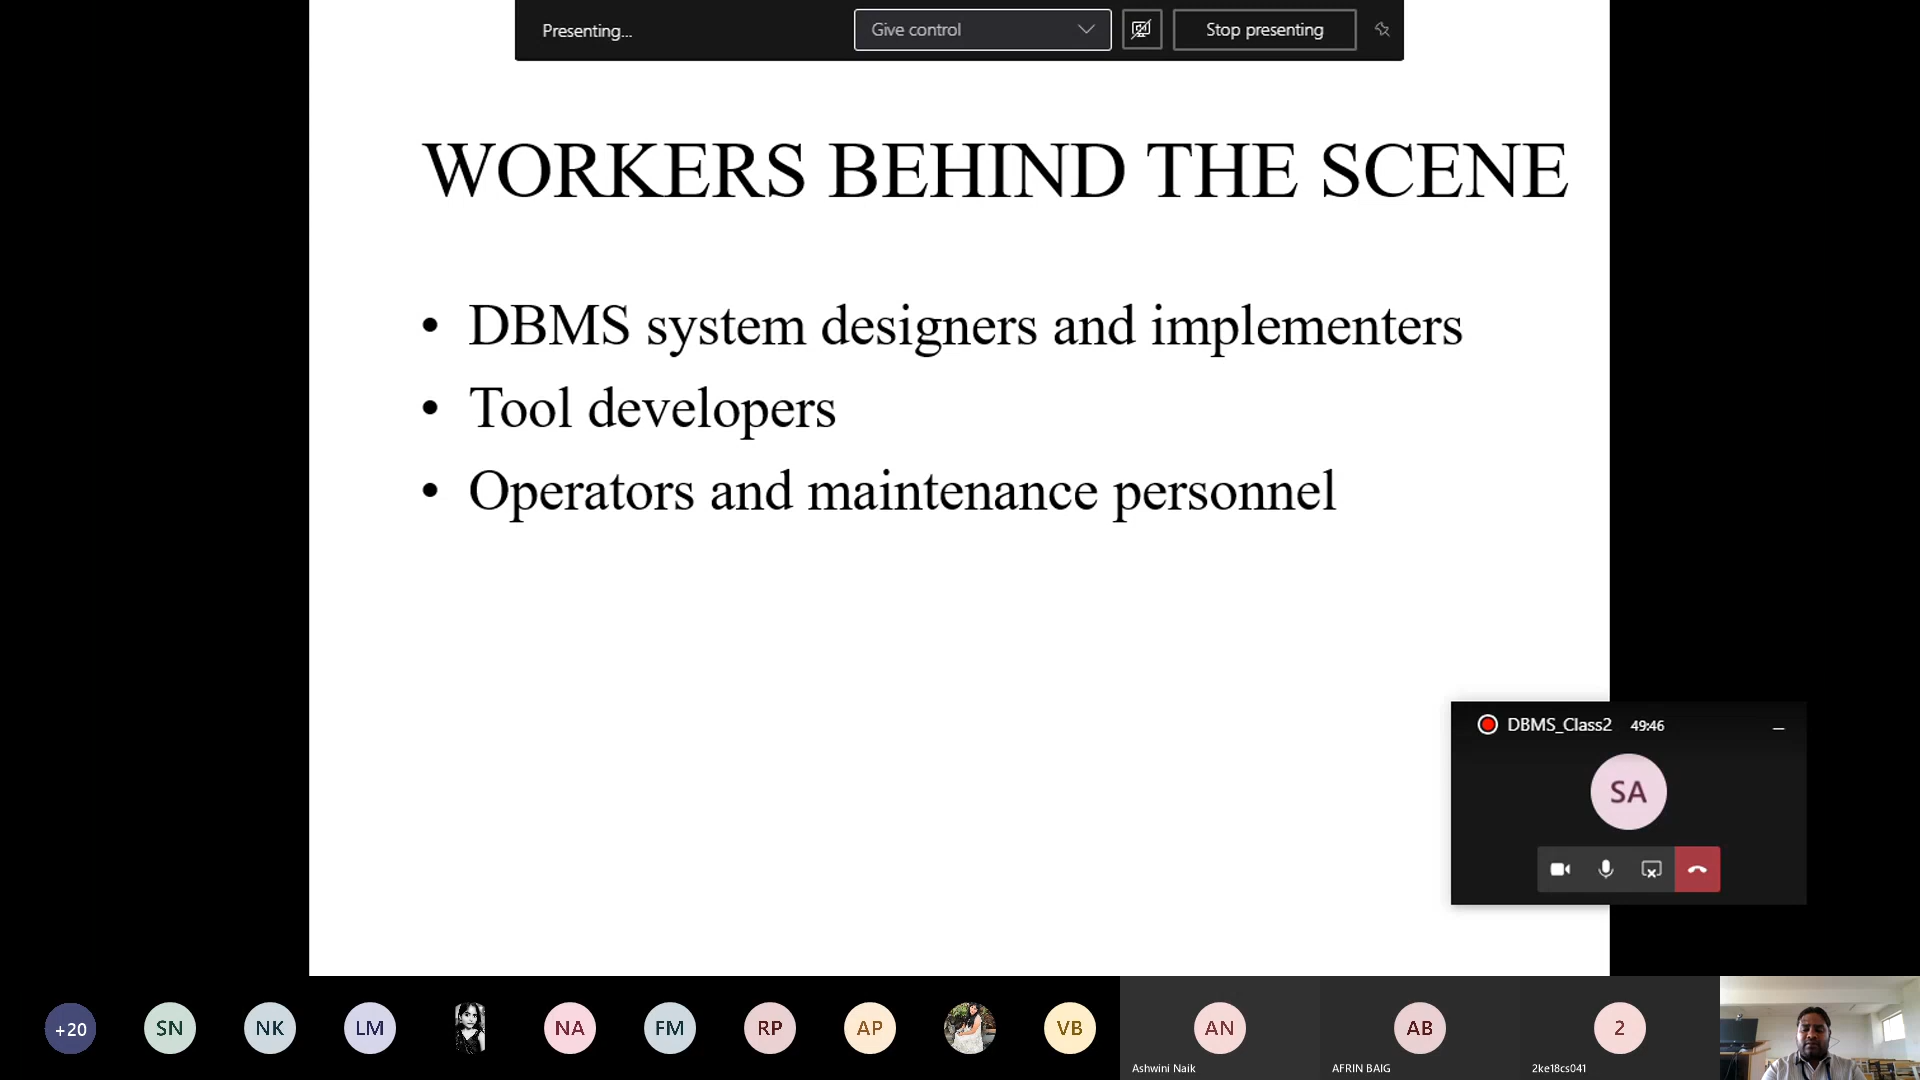 Presenting...
Give control
Stop presenting
WORKERS BEHIND THE SCENE
• DBMS system designers and implementers
• Tool developers
• Operators and maintenance personnel
DBMS_Class2 49:46
SA
+20
SN
NK
LM
NA
FM
RP
AP
VB
AN
Ashwini Naik
AB
AFRIN BAIG
2
2ke18cs041